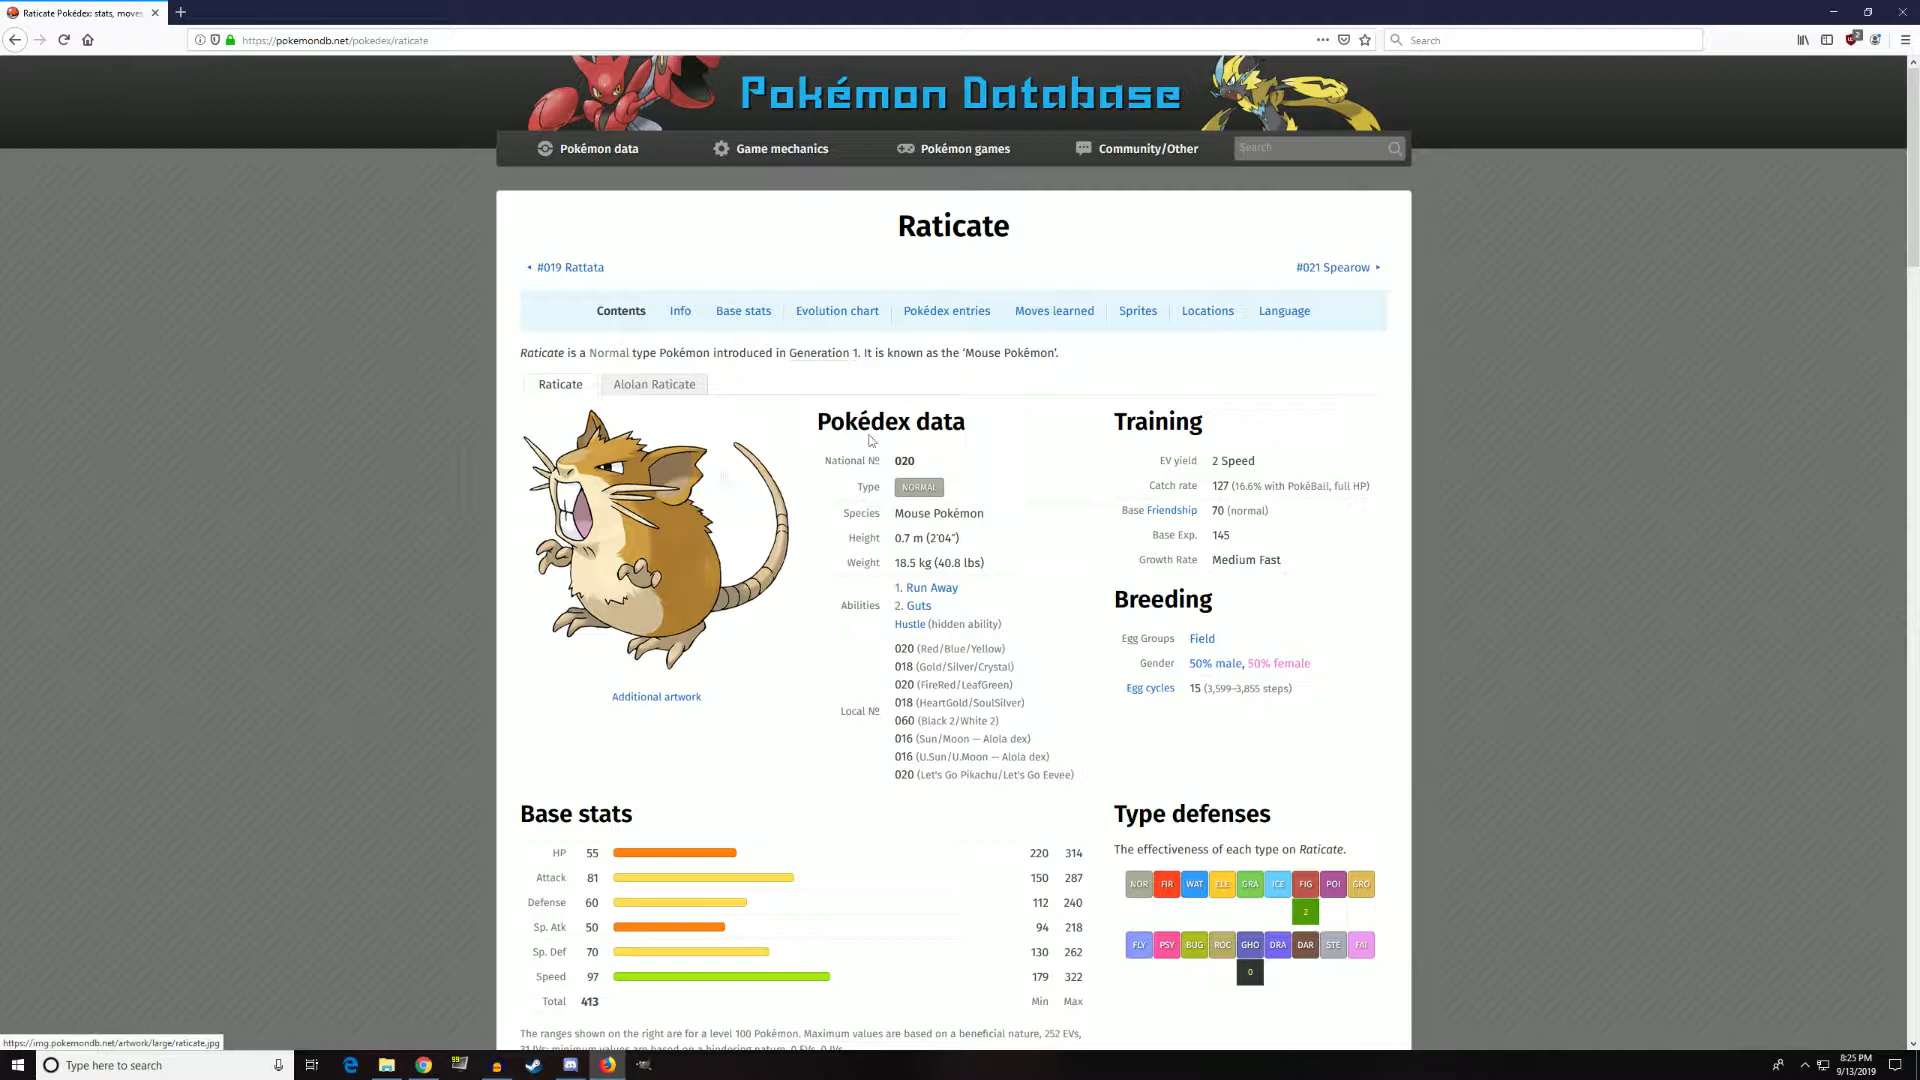 Raticate Pokédex: stats, moves,
https://pokemondb.net/pokedex/raticate
Search
2
Pokémon Database
Pokémon data
Game mechanics
Pokémon games
Community/Other
Search
Raticate
#019 Rattata
#021 Spearow
Contents
Info
Base stats
Evolution chart
Pokédex entries
Moves learned
Sprites
Locations
Language
Raticate is a Normal type Pokémon introduced in Generation 1. It is known as the ‘Mouse Pokémon’.
Raticate
Alolan Raticate
Additional artwork
Pokédex data
National № 020
Type NORMAL
Species Mouse Pokémon
Height 0.7 m (2′04″)
Weight 18.5 kg (40.8 lbs)
Abilities
1. Run Away
2. Guts
Hustle (hidden ability)
Local №
020 (Red/Blue/Yellow)
018 (Gold/Silver/Crystal)
020 (FireRed/LeafGreen)
018 (HeartGold/SoulSilver)
060 (Black 2/White 2)
016 (Sun/Moon — Alola dex)
016 (U.Sun/U.Moon — Alola dex)
020 (Let's Go Pikachu/Let's Go Eevee)
Training
EV yield 2 Speed
Catch rate 127 (16.6% with PokéBall, full HP)
Base Friendship 70 (normal)
Base Exp. 145
Growth Rate Medium Fast
Breeding
Egg Groups Field
Gender 50% male, 50% female
Egg cycles 15 (3,599–3,855 steps)
Base stats
HP 55 220 314
Attack 81 150 287
Defense 60 112 240
Sp. Atk 50 94 218
Sp. Def 70 130 262
Speed 97 179 322
Total 413 Min Max
The ranges shown on the right are for a level 100 Pokémon. Maximum values are based on a beneficial nature, 252 EVs,
31 IVs; minimum values are based on a hindering nature, 0 EVs, 0 IVs.
Type defenses
The effectiveness of each type on Raticate.
NOR FIR WAT ELE GRA ICE FIG POI GRO
2
FLY PSY BUG ROC GHO DRA DAR STE FAI
0
https://img.pokemondb.net/artwork/large/raticate.jpg
Type here to search
8:25 PM
9/13/2019